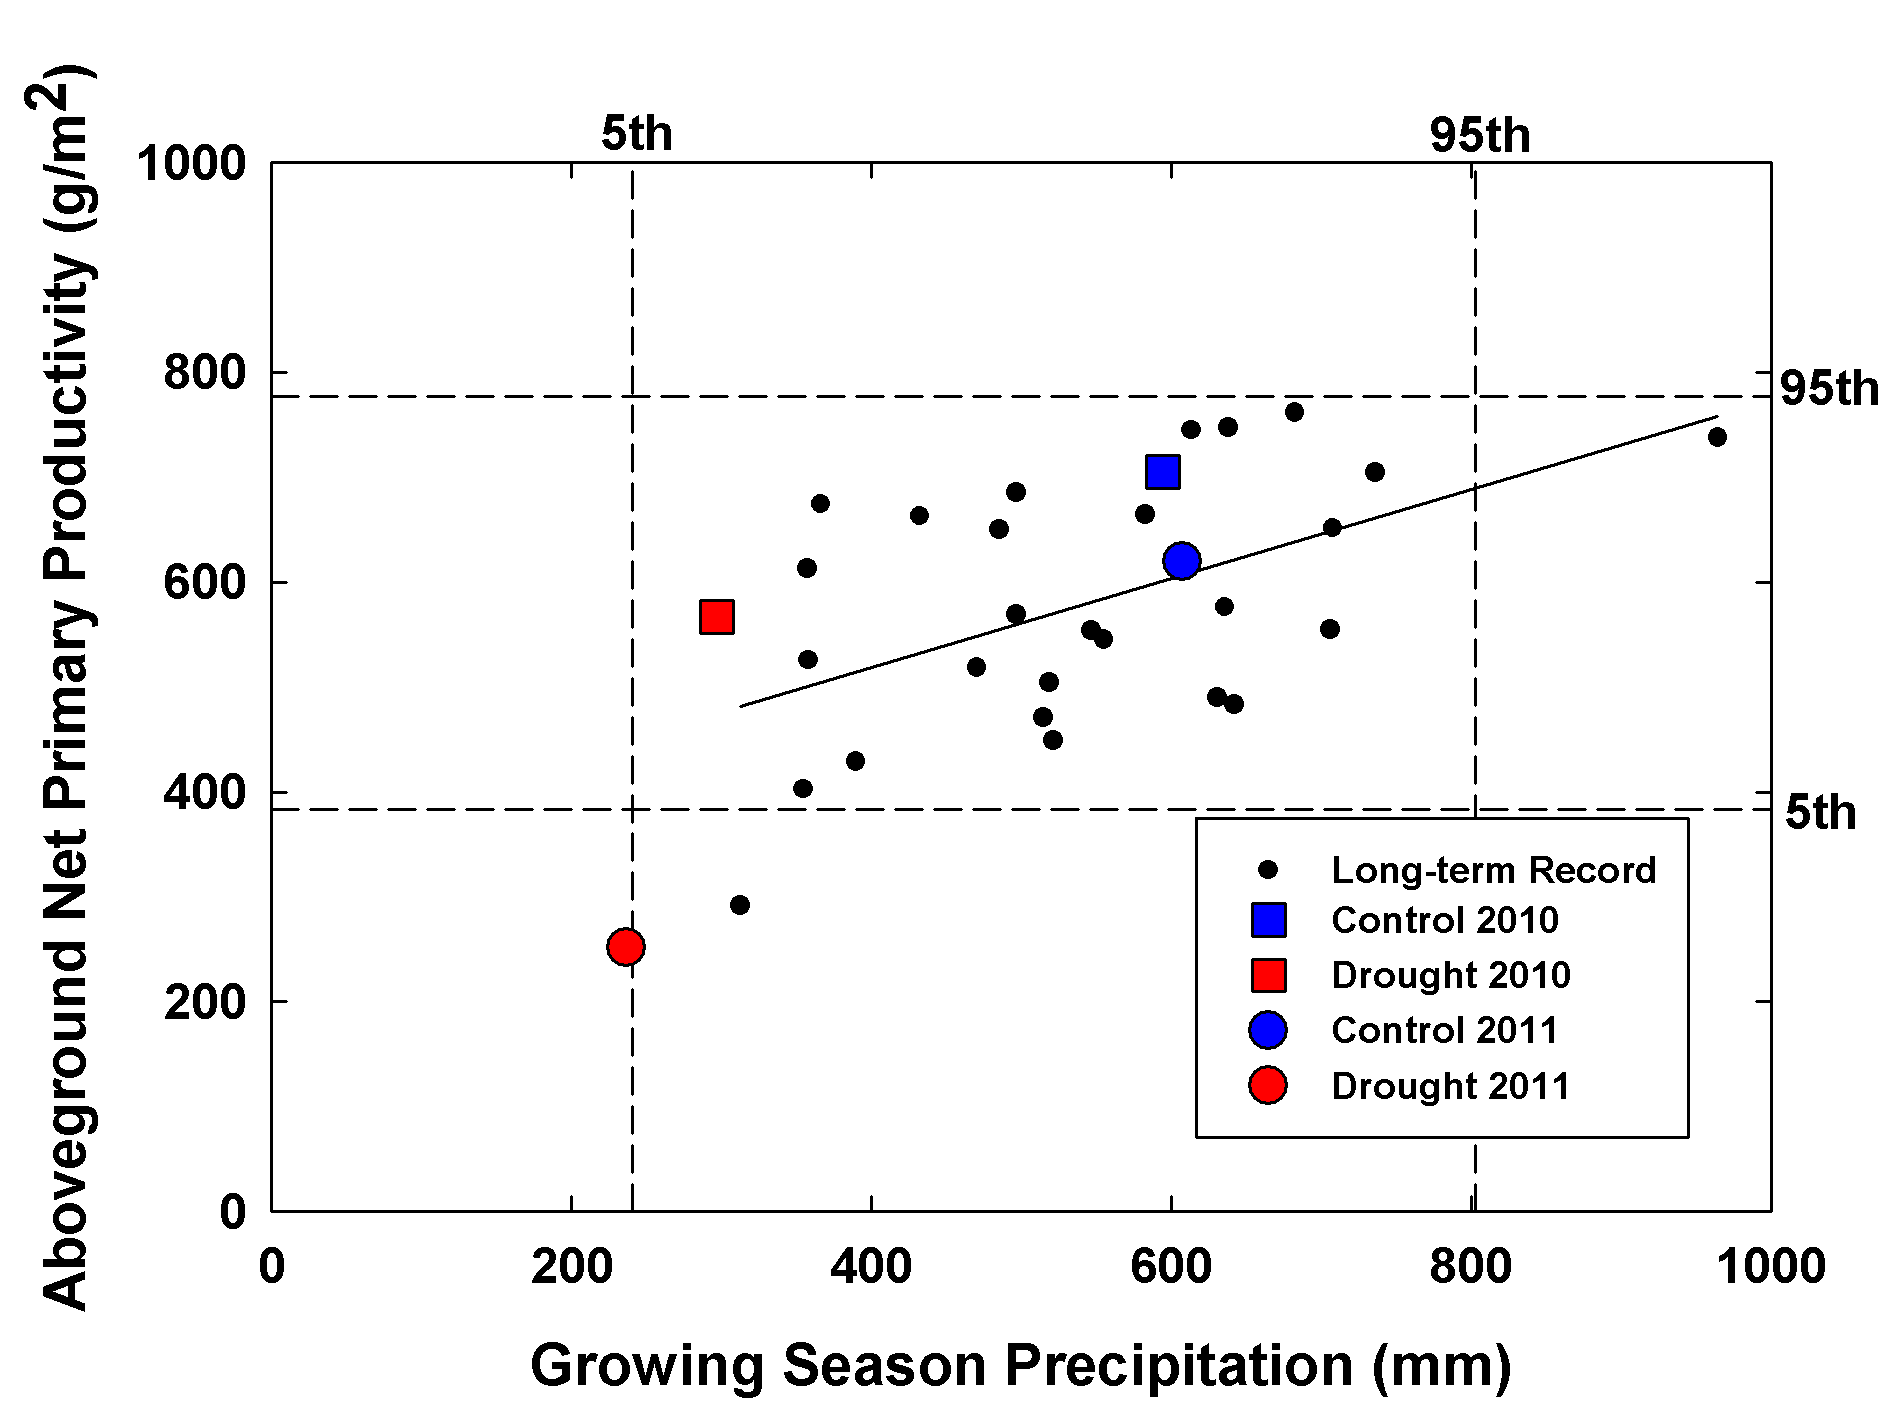 5th
95th
Aboveground Net Primary Productivity (g/m²)
1000
800
600
400
200
0
95th
5th
Long-term Record
Control 2010
Drought 2010
Control 2011
Drought 2011
0 200 400 600 800 1000
Growing Season Precipitation (mm)